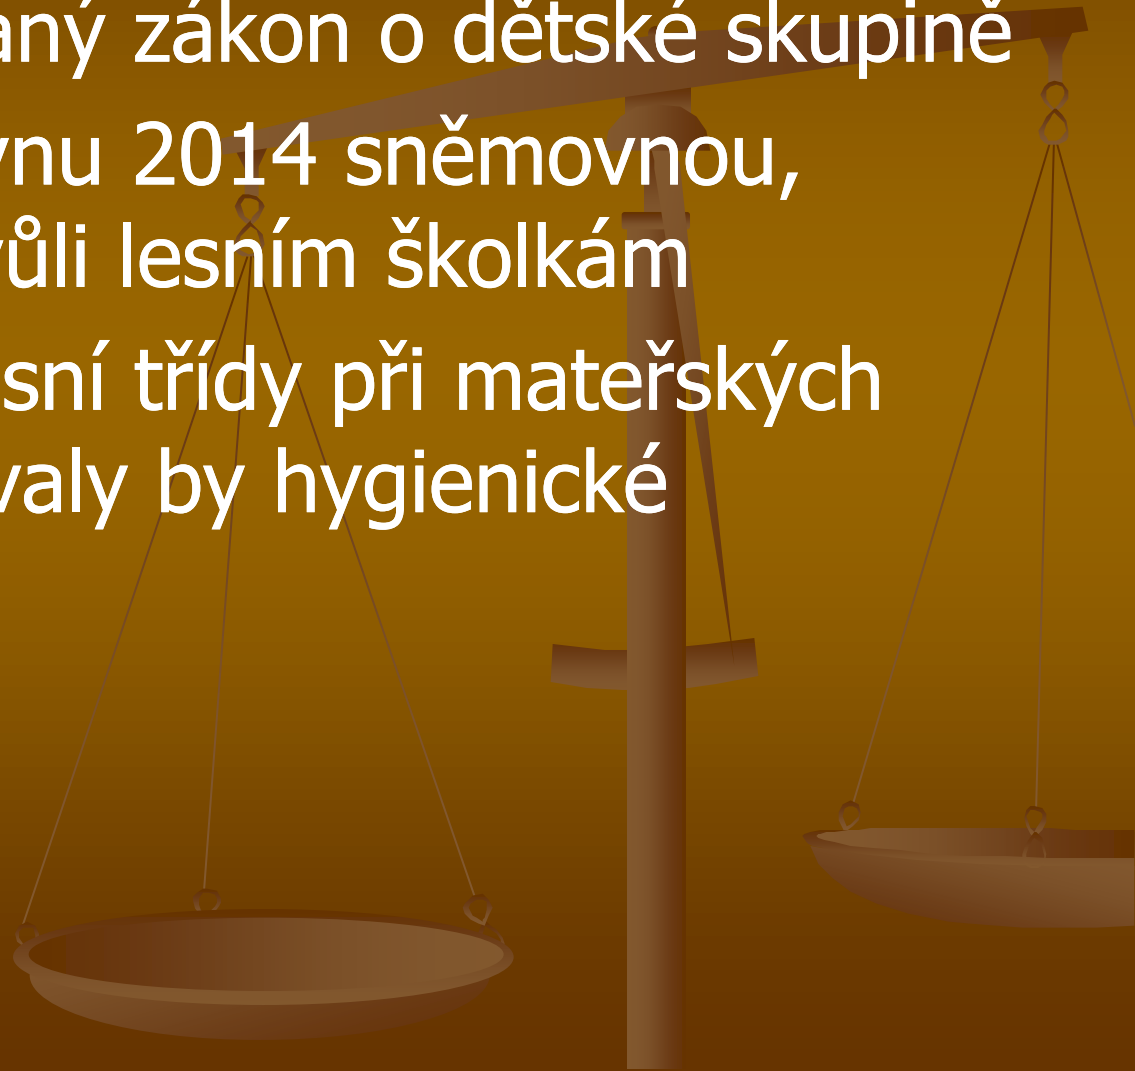 aný zákon o dětské skupině
vnu 2014 sněmovnou,
vůli lesním školkám
sní třídy při mateřských
valy by hygienické